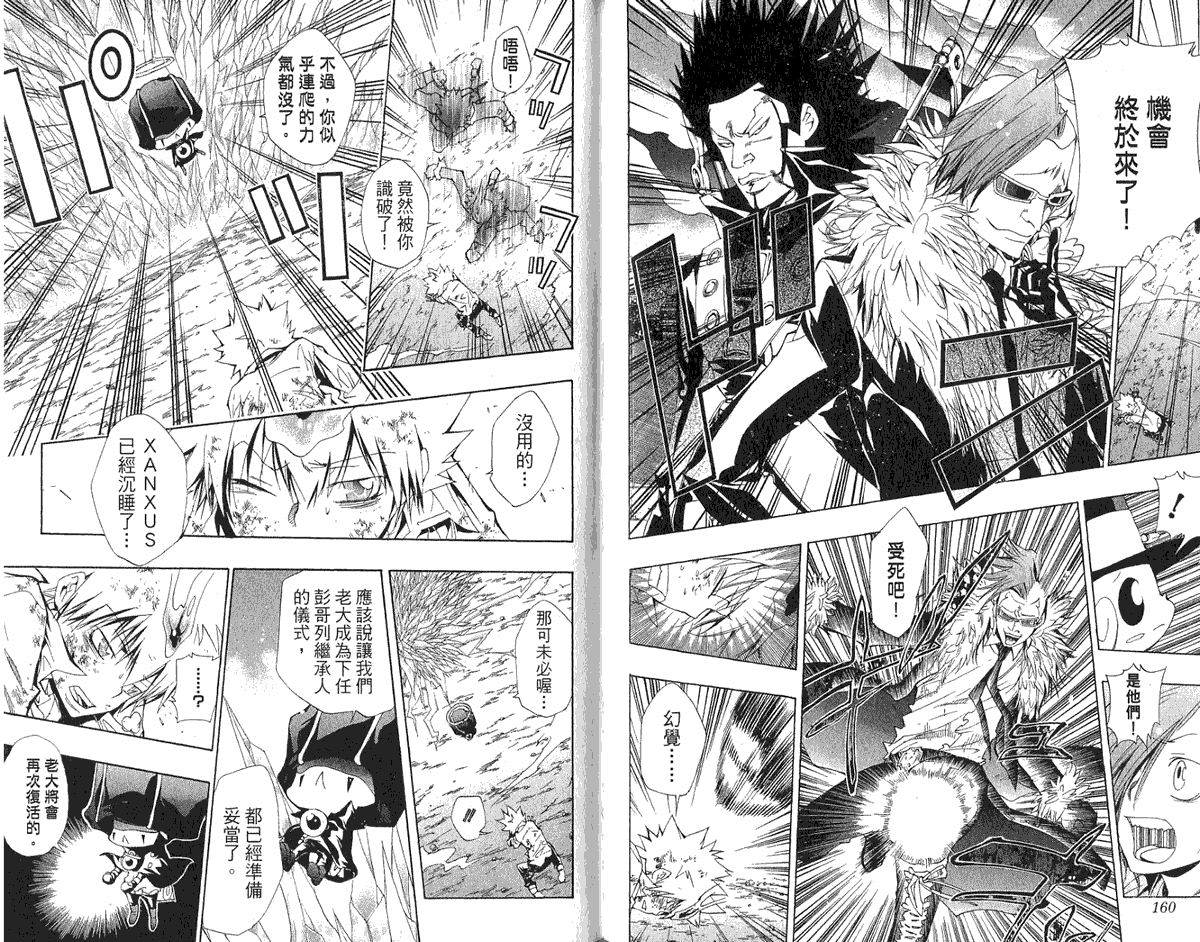 機會
終於來了！
！
是他們！
受死吧！
幻覺……
160
唔唔！
竟然被你
識破了！
不過，你似
乎連爬的力
氣都沒了。
沒用的…
XANXUS
已經沉睡了…
那可未必喔…
應該說讓我們
老大成為下任
彭哥列繼承人
的儀式，
都已經準備
妥當了。
……？
老大將會
再次復活的。